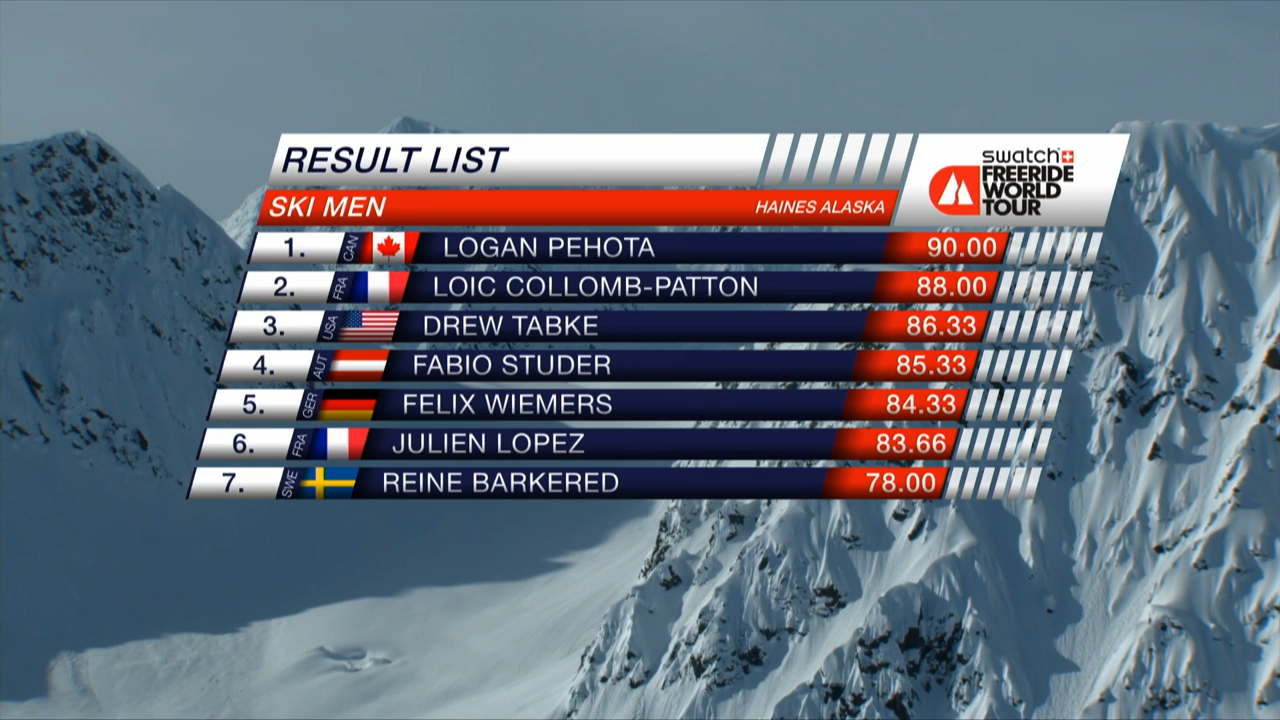 RESULT LIST
swatch
FREERIDE
WORLD
TOUR
SKI MEN HAINES ALASKA
1. CAN LOGAN PEHOTA 90.00
2. FRA LOIC COLLOMB-PATTON 88.00
3. USA DREW TABKE 86.33
4. AUT FABIO STUDER 85.33
5. GER FELIX WIEMERS 84.33
6. FRA JULIEN LOPEZ 83.66
7. SWE REINE BARKERED 78.00